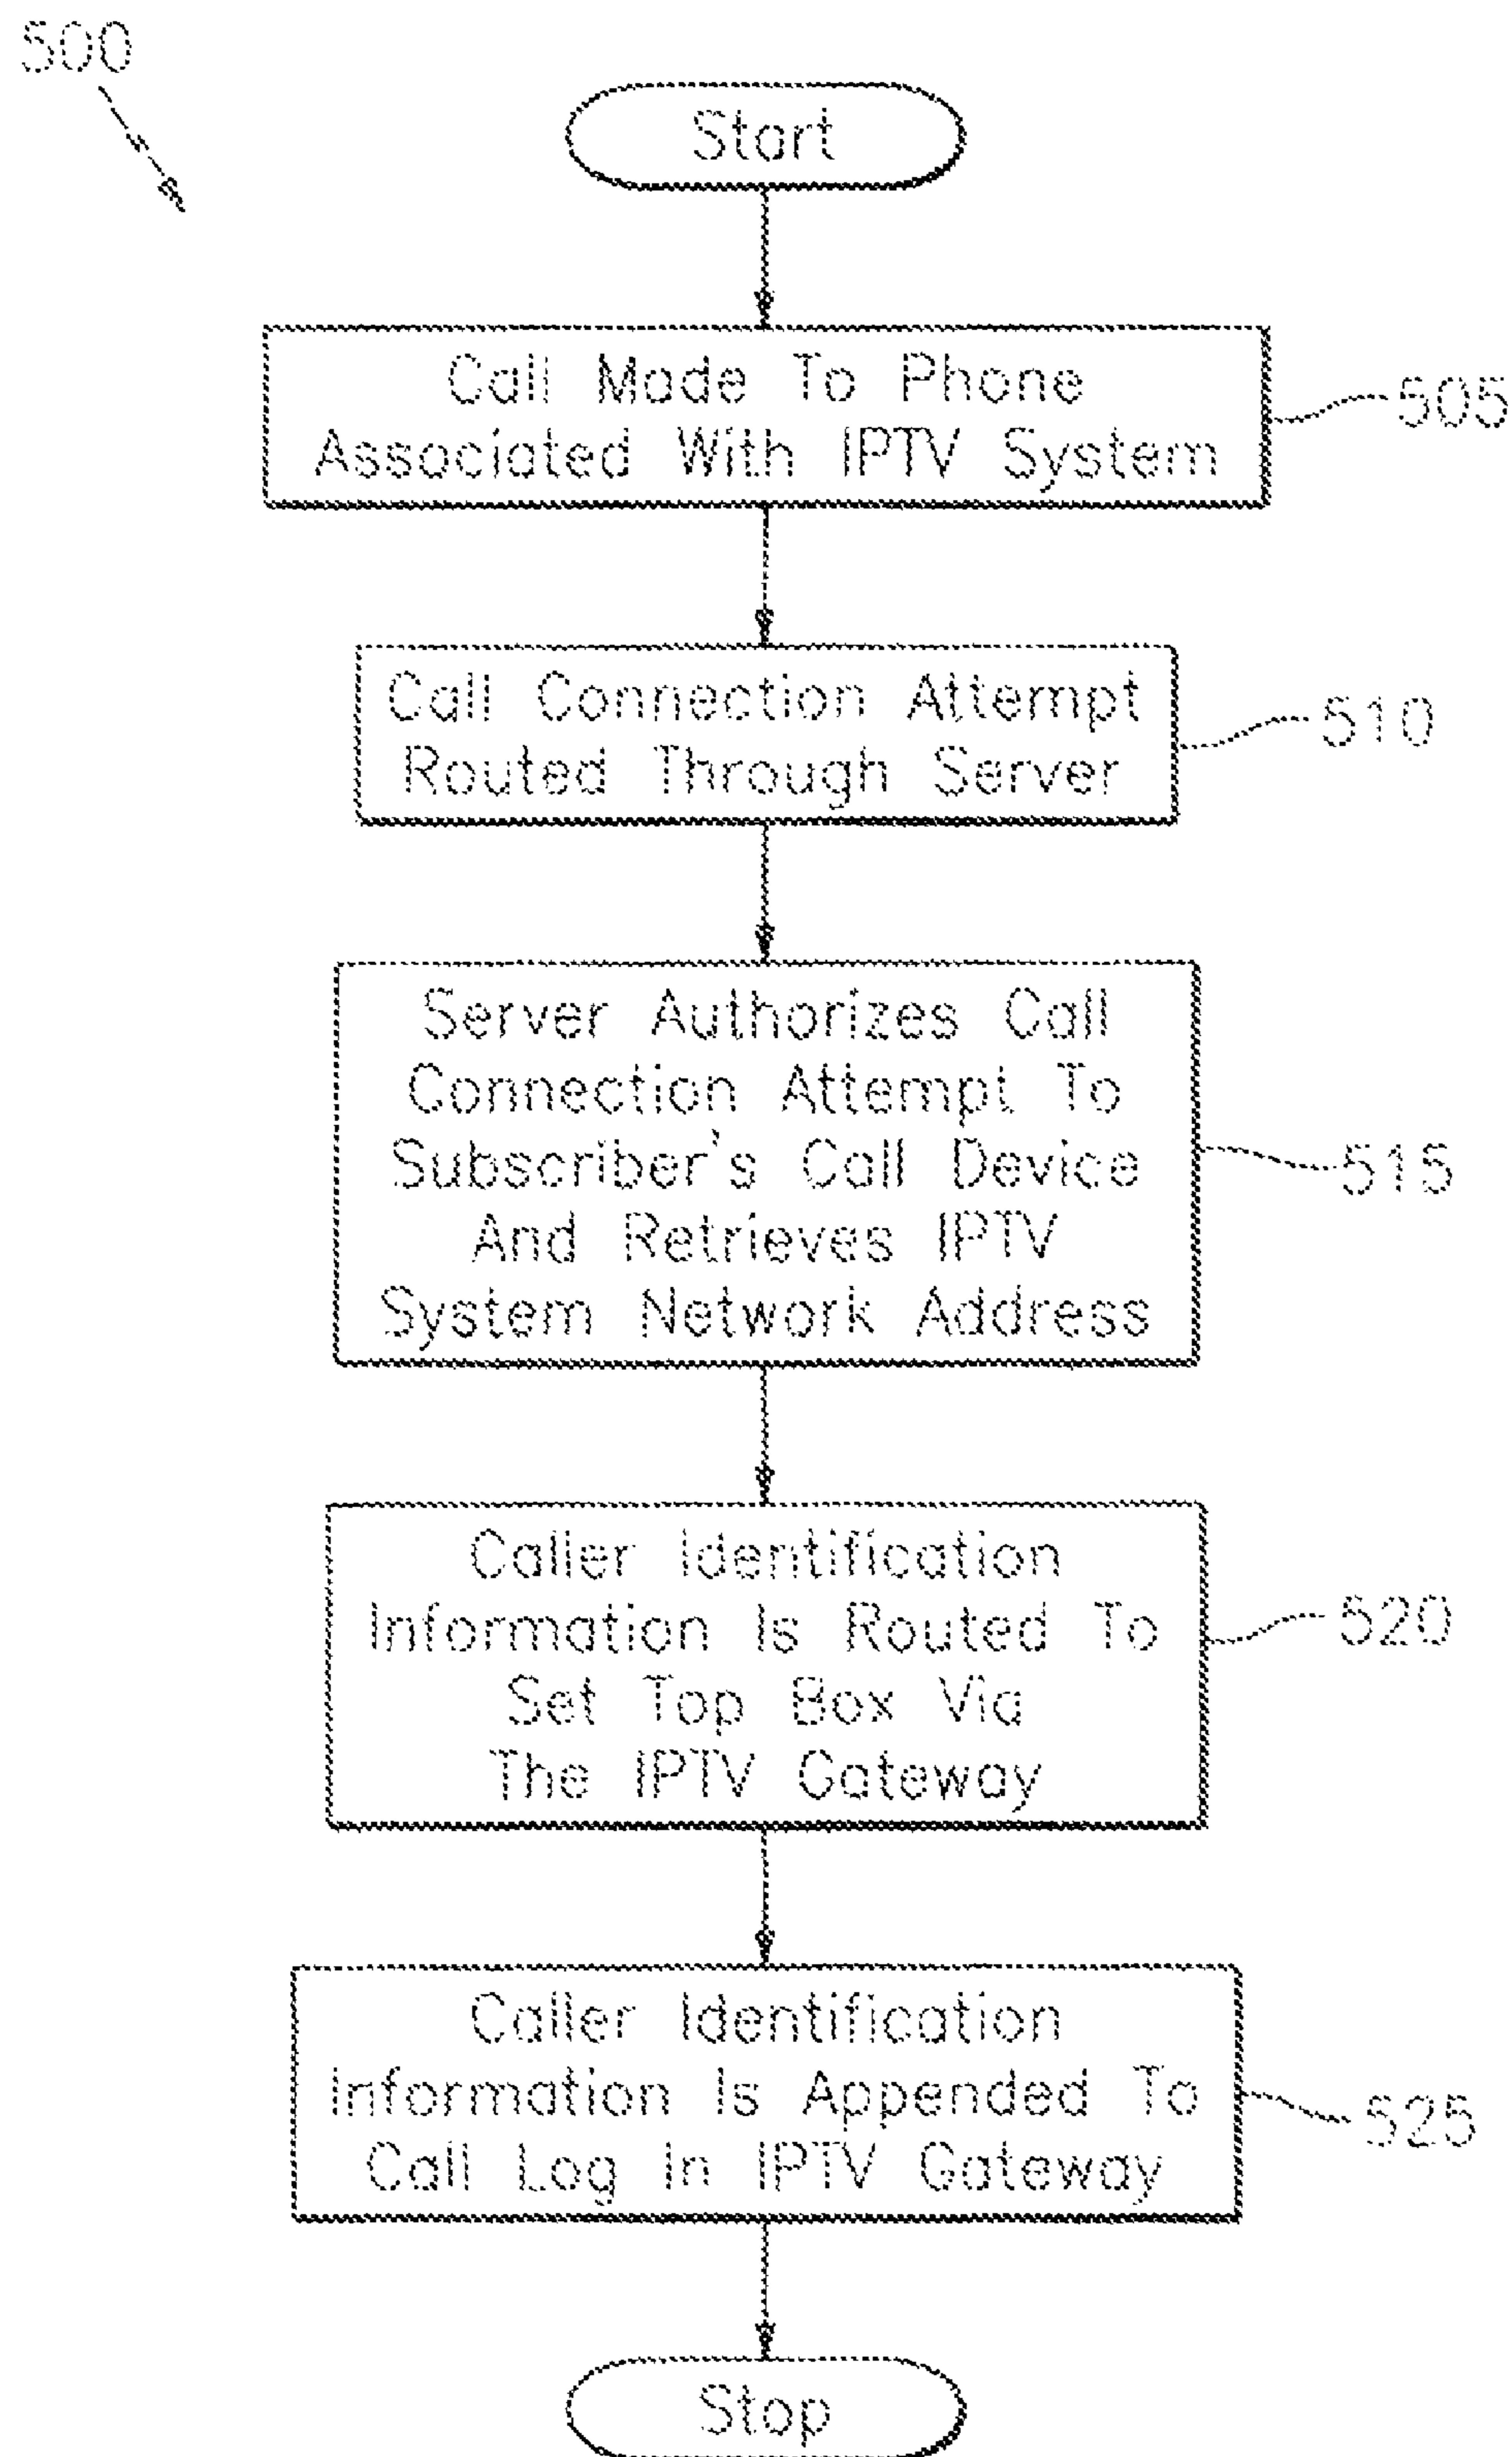 500
Start
Call Made To Phone
Associated With IPTV System
505
Call Connection Attempt
Routed Through Server
510
Server Authorizes Call
Connection Attempt To
Subscriber's Call Device
And Retrieves IPTV
System Network Address
515
Caller Identification
Information Is Routed To
Set Top Box Via
The IPTV Gateway
520
Caller Identification
Information Is Appended To
Call Log In IPTV Gateway
525
Stop